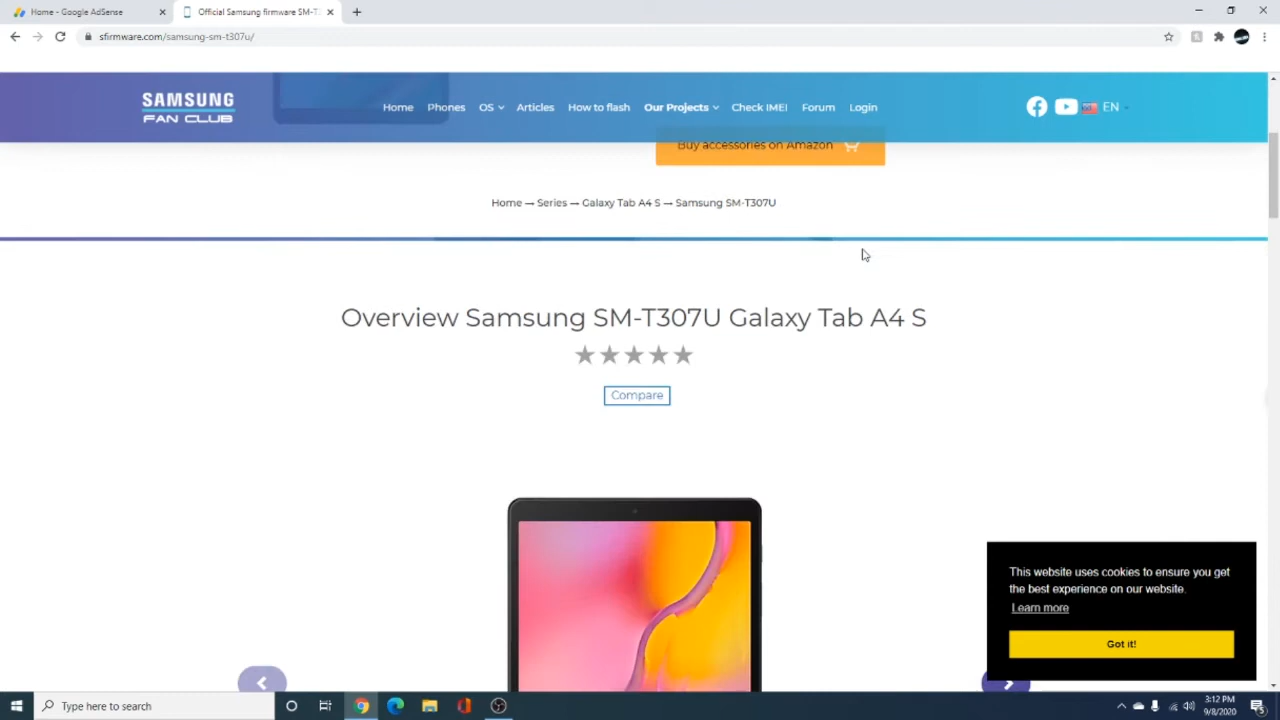 Home - Google AdSense
Official Samsung firmware SM-T
sfirmware.com/samsung-sm-t307u/
SAMSUNG
FAN CLUB
Home
Phones
OS
Articles
How to flash
Our Projects
Check IMEI
Forum
Login
EN
Buy accessories on Amazon
Home → Series → Galaxy Tab A4 S → Samsung SM-T307U
Overview Samsung SM-T307U Galaxy Tab A4 S
Compare
This website uses cookies to ensure you get
the best experience on our website.
Learn more
Got it!
Type here to search
3:12 PM
9/8/2020